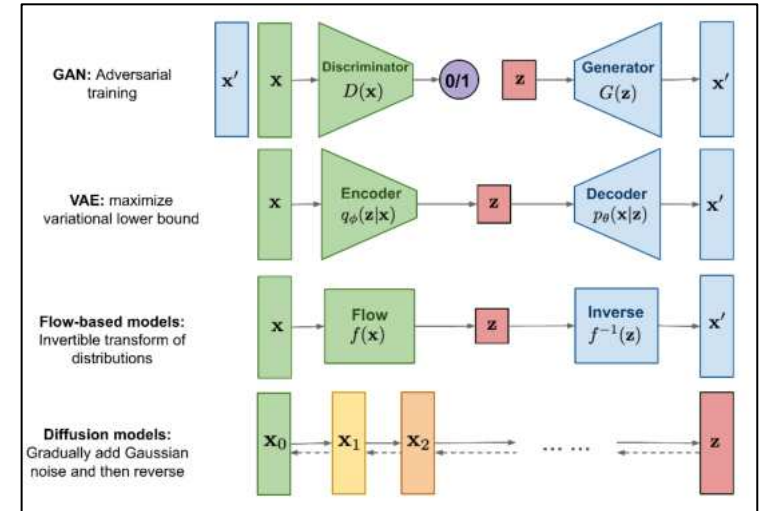 GAN: Adversarial
training
x′
x
Discriminator
D(x)
0/1
z
Generator
G(z)
x′
VAE: maximize
variational lower bound
x
Encoder
qϕ(z|x)
z
Decoder
pθ(x|z)
x′
Flow-based models:
Invertible transform of
distributions
x
Flow
f(x)
z
Inverse
f⁻¹(z)
x′
Diffusion models:
Gradually add Gaussian
noise and then reverse
x₀
x₁
x₂
... ...
z